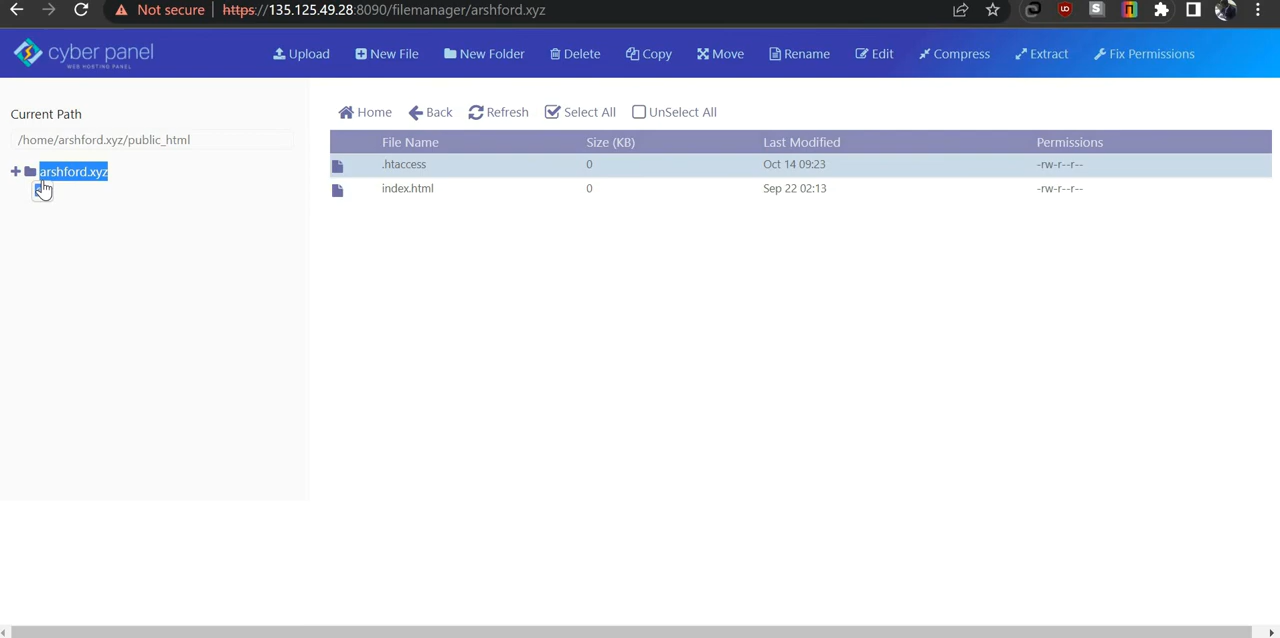 Not secure | https://135.125.49.28:8090/filemanager/arshford.xyz
cyber panel
WEB HOSTING PANEL
Upload New File New Folder Delete Copy Move Rename Edit Compress Extract Fix Permissions
Current Path
/home/arshford.xyz/public_html
arshford.xyz
Home Back Refresh Select All UnSelect All
File Name Size (KB) Last Modified Permissions
.htaccess 0 Oct 14 09:23 -rw-r--r--
index.html 0 Sep 22 02:13 -rw-r--r--